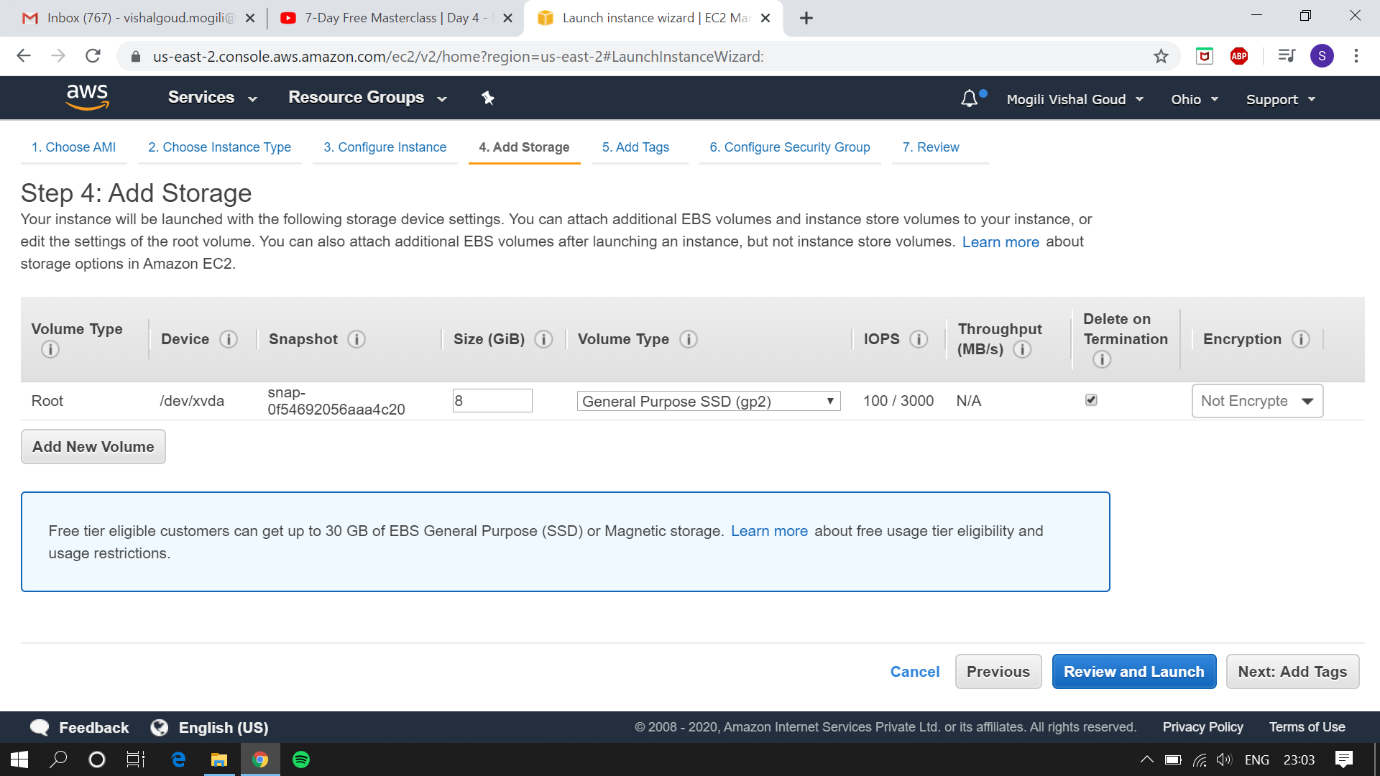 Inbox (767) - vishalgoud.mogili@
7-Day Free Masterclass | Day 4 -
Launch instance wizard | EC2 Ma
us-east-2.console.aws.amazon.com/ec2/v2/home?region=us-east-2#LaunchInstanceWizard:
ABP
S
aws
Services
Resource Groups
Mogili Vishal Goud
Ohio
Support
1. Choose AMI
2. Choose Instance Type
3. Configure Instance
4. Add Storage
5. Add Tags
6. Configure Security Group
7. Review
Step 4: Add Storage
Your instance will be launched with the following storage device settings. You can attach additional EBS volumes and instance store volumes to your instance, or
edit the settings of the root volume. You can also attach additional EBS volumes after launching an instance, but not instance store volumes. Learn more about
storage options in Amazon EC2.
Volume Type i
Device i
Snapshot i
Size (GiB) i
Volume Type i
IOPS i
Throughput
(MB/s) i
Delete on
Termination
i
Encryption i
Root
/dev/xvda
snap-
0f54692056aaa4c20
8
General Purpose SSD (gp2)
100 / 3000
N/A
Not Encrypte
Add New Volume
Free tier eligible customers can get up to 30 GB of EBS General Purpose (SSD) or Magnetic storage. Learn more about free usage tier eligibility and
usage restrictions.
Cancel
Previous
Review and Launch
Next: Add Tags
Feedback
English (US)
© 2008 - 2020, Amazon Internet Services Private Ltd. or its affiliates. All rights reserved.
Privacy Policy
Terms of Use
ENG
23:03